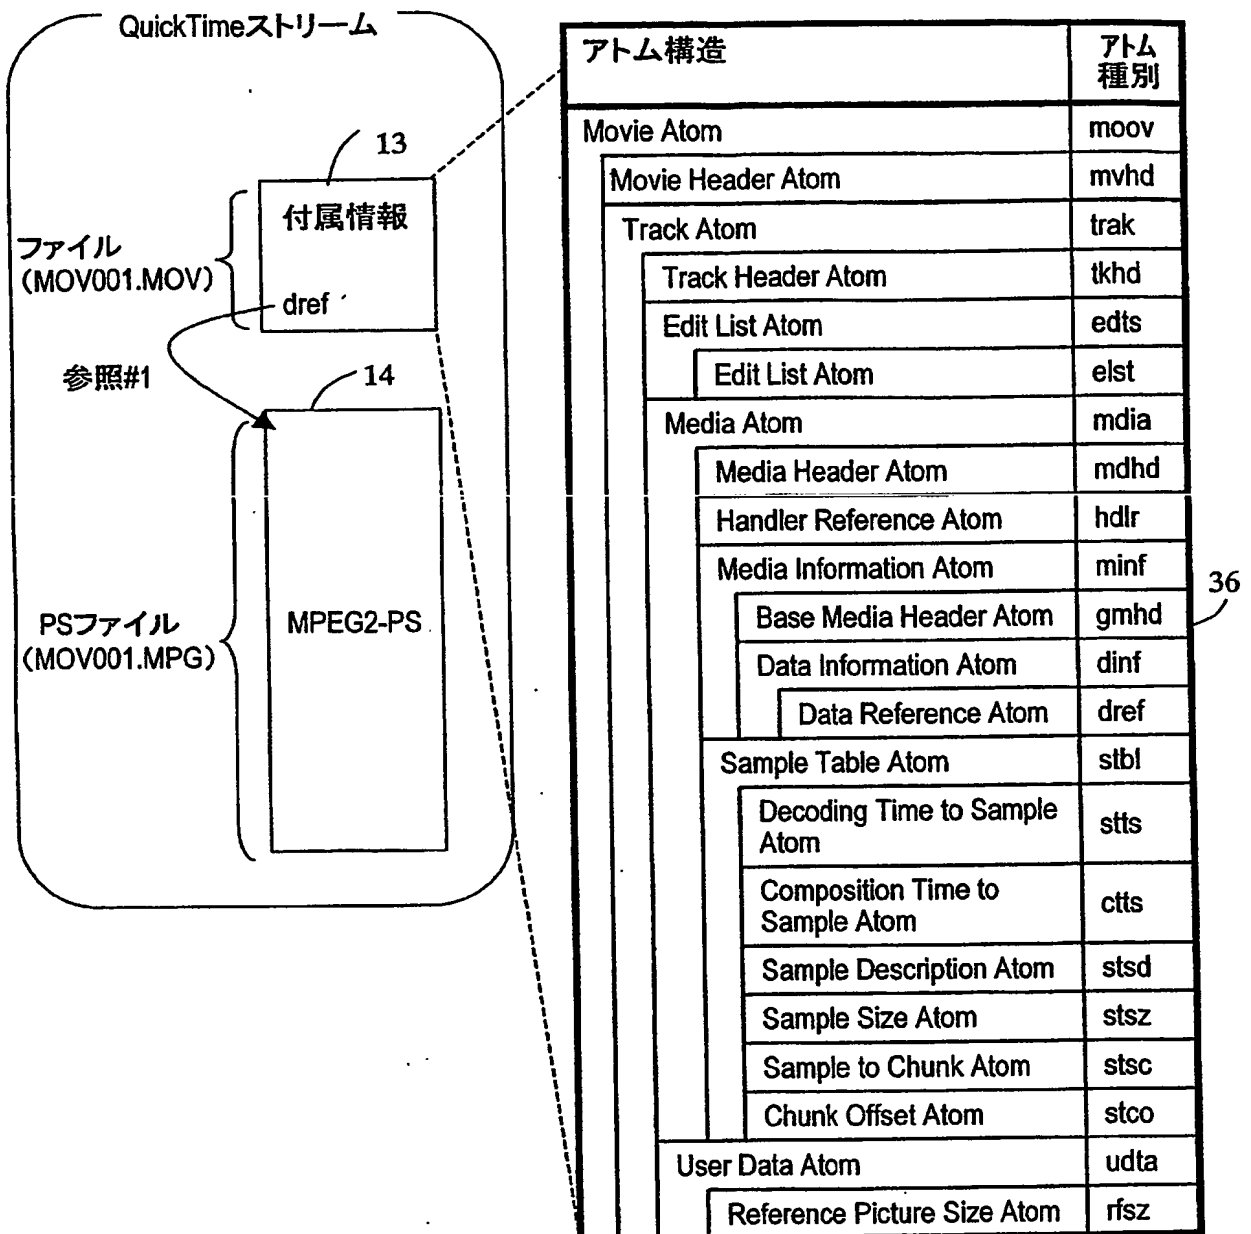 QuickTimeストリーム
13
付属情報
ファイル
(MOV001.MOV)
dref
参照#1
14
PSファイル
(MOV001.MPG)
MPEG2-PS
アトム構造
アトム
種別
Movie Atom
moov
Movie Header Atom
mvhd
Track Atom
trak
Track Header Atom
tkhd
Edit List Atom
edts
Edit List Atom
elst
Media Atom
mdia
Media Header Atom
mdhd
Handler Reference Atom
hdlr
Media Information Atom
minf
Base Media Header Atom
gmhd
36
Data Information Atom
dinf
Data Reference Atom
dref
Sample Table Atom
stbl
Decoding Time to Sample
Atom
stts
Composition Time to
Sample Atom
ctts
Sample Description Atom
stsd
Sample Size Atom
stsz
Sample to Chunk Atom
stsc
Chunk Offset Atom
stco
User Data Atom
udta
Reference Picture Size Atom
rfsz